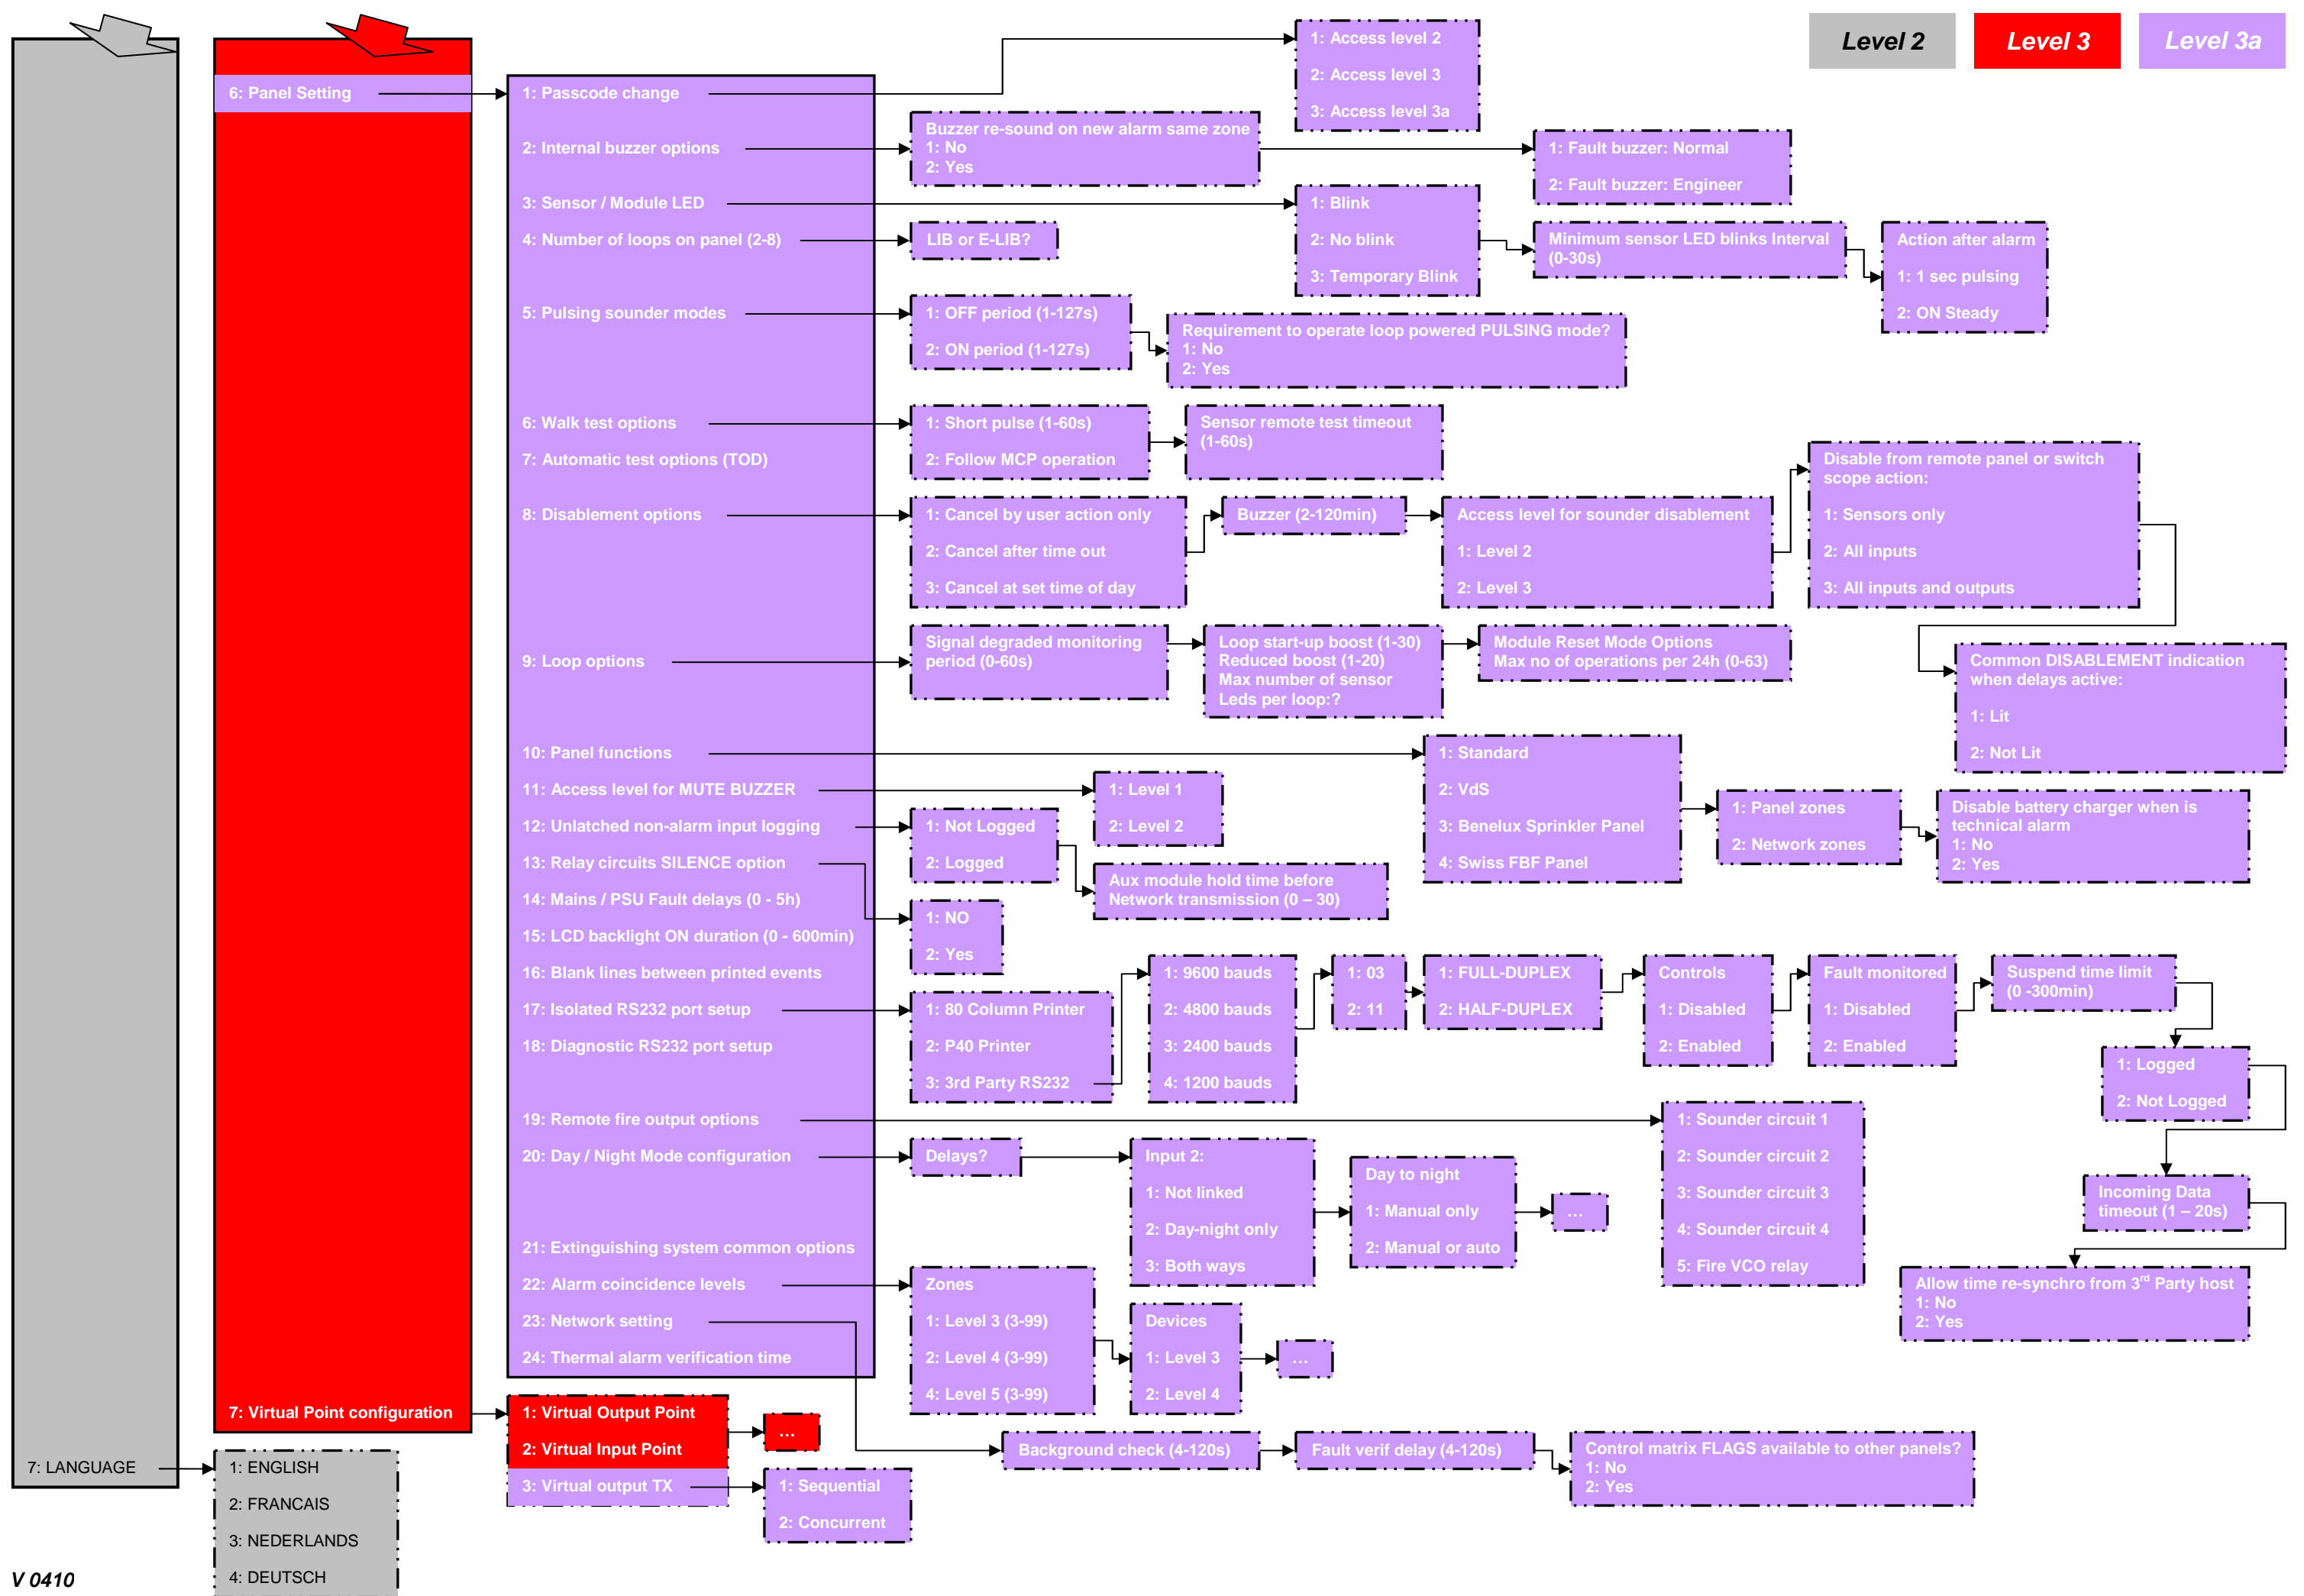 Level 2
Level 3
Level 3a
6: Panel Setting
7: Virtual Point configuration
7: LANGUAGE
1: ENGLISH
2: FRANCAIS
3: NEDERLANDS
4: DEUTSCH
V 0410
1: Passcode change
2: Internal buzzer options
3: Sensor / Module LED
4: Number of loops on panel (2-8)
5: Pulsing sounder modes
6: Walk test options
7: Automatic test options (TOD)
8: Disablement options
9: Loop options
10: Panel functions
11: Access level for MUTE BUZZER
12: Unlatched non-alarm input logging
13: Relay circuits SILENCE option
14: Mains / PSU Fault delays (0 - 5h)
15: LCD backlight ON duration (0 - 600min)
16: Blank lines between printed events
17: Isolated RS232 port setup
18: Diagnostic RS232 port setup
19: Remote fire output options
20: Day / Night Mode configuration
21: Extinguishing system common options
22: Alarm coincidence levels
23: Network setting
24: Thermal alarm verification time
1: Access level 2
2: Access level 3
3: Access level 3a
Buzzer re-sound on new alarm same zone
1: No
2: Yes
1: Fault buzzer: Normal
2: Fault buzzer: Engineer
1: Blink
2: No blink
3: Temporary Blink
Minimum sensor LED blinks Interval
(0-30s)
Action after alarm
1: 1 sec pulsing
2: ON Steady
LIB or E-LIB?
1: OFF period (1-127s)
2: ON period (1-127s)
Requirement to operate loop powered PULSING mode?
1: No
2: Yes
1: Short pulse (1-60s)
2: Follow MCP operation
Sensor remote test timeout
(1-60s)
1: Cancel by user action only
2: Cancel after time out
3: Cancel at set time of day
Buzzer (2-120min)
Access level for sounder disablement
1: Level 2
2: Level 3
Disable from remote panel or switch
scope action:
1: Sensors only
2: All inputs
3: All inputs and outputs
Common DISABLEMENT indication
when delays active:
1: Lit
2: Not Lit
Signal degraded monitoring
period (0-60s)
Loop start-up boost (1-30)
Reduced boost (1-20)
Max number of sensor
Leds per loop:?
Module Reset Mode Options
Max no of operations per 24h (0-63)
1: Standard
2: VdS
3: Benelux Sprinkler Panel
4: Swiss FBF Panel
1: Panel zones
2: Network zones
Disable battery charger when is
technical alarm
1: No
2: Yes
1: Level 1
2: Level 2
1: Not Logged
2: Logged
Aux module hold time before
Network transmission (0 – 30)
1: NO
2: Yes
1: 80 Column Printer
2: P40 Printer
3: 3rd Party RS232
1: 9600 bauds
2: 4800 bauds
3: 2400 bauds
4: 1200 bauds
1: 03
2: 11
1: FULL-DUPLEX
2: HALF-DUPLEX
Controls
1: Disabled
2: Enabled
Fault monitored
1: Disabled
2: Enabled
Suspend time limit
(0 -300min)
1: Logged
2: Not Logged
Incoming Data
timeout (1 – 20s)
Allow time re-synchro from 3rd Party host
1: No
2: Yes
1: Sounder circuit 1
2: Sounder circuit 2
3: Sounder circuit 3
4: Sounder circuit 4
5: Fire VCO relay
Delays?
Input 2:
1: Not linked
2: Day-night only
3: Both ways
Day to night
1: Manual only
2: Manual or auto
...
Zones
1: Level 3 (3-99)
2: Level 4 (3-99)
4: Level 5 (3-99)
Devices
1: Level 3
2: Level 4
...
Background check (4-120s)
Fault verif delay (4-120s)
Control matrix FLAGS available to other panels?
1: No
2: Yes
1: Virtual Output Point
2: Virtual Input Point
3: Virtual output TX
...
1: Sequential
2: Concurrent